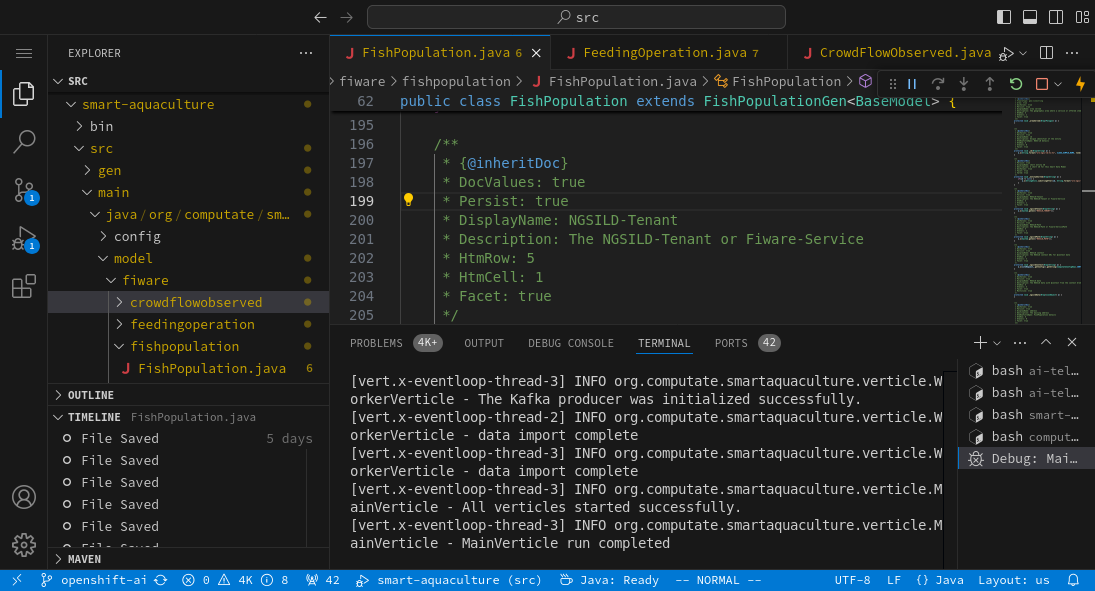 src
EXPLORER
SRC
smart-aquaculture
bin
src
gen
main
java/org/computate/sm…
config
model
fiware
crowdflowobserved
feedingoperation
fishpopulation
FishPopulation.java 6
OUTLINE
TIMELINE FishPopulation.java
File Saved 5 days
File Saved
File Saved
File Saved
File Saved
File Saved
MAVEN
FishPopulation.java 6
FeedingOperation.java 7
CrowdFlowObserved.java
fiware > fishpopulation > FishPopulation.java > FishPopulation >
62 public class FishPopulation extends FishPopulationGen<BaseModel> {
195
196 /**
197 * {@inheritDoc}
198 * DocValues: true
199 * Persist: true
200 * DisplayName: NGSILD-Tenant
201 * Description: The NGSILD-Tenant or Fiware-Service
202 * HtmRow: 5
203 * HtmCell: 1
204 * Facet: true
205 */
PROBLEMS 4K+ OUTPUT DEBUG CONSOLE TERMINAL PORTS 42
[vert.x-eventloop-thread-3] INFO org.computate.smartaquaculture.verticle.W
orkerVerticle - The Kafka producer was initialized successfully.
[vert.x-eventloop-thread-2] INFO org.computate.smartaquaculture.verticle.W
orkerVerticle - data import complete
[vert.x-eventloop-thread-3] INFO org.computate.smartaquaculture.verticle.W
orkerVerticle - data import complete
[vert.x-eventloop-thread-3] INFO org.computate.smartaquaculture.verticle.M
ainVerticle - All verticles started successfully.
[vert.x-eventloop-thread-3] INFO org.computate.smartaquaculture.verticle.M
ainVerticle - MainVerticle run completed
bash ai-tel…
bash ai-tel…
bash smart-…
bash comput…
Debug: Mai…
1
1
openshift-ai 0 4K 8 42 smart-aquaculture (src) Java: Ready -- NORMAL -- UTF-8 LF {} Java Layout: us